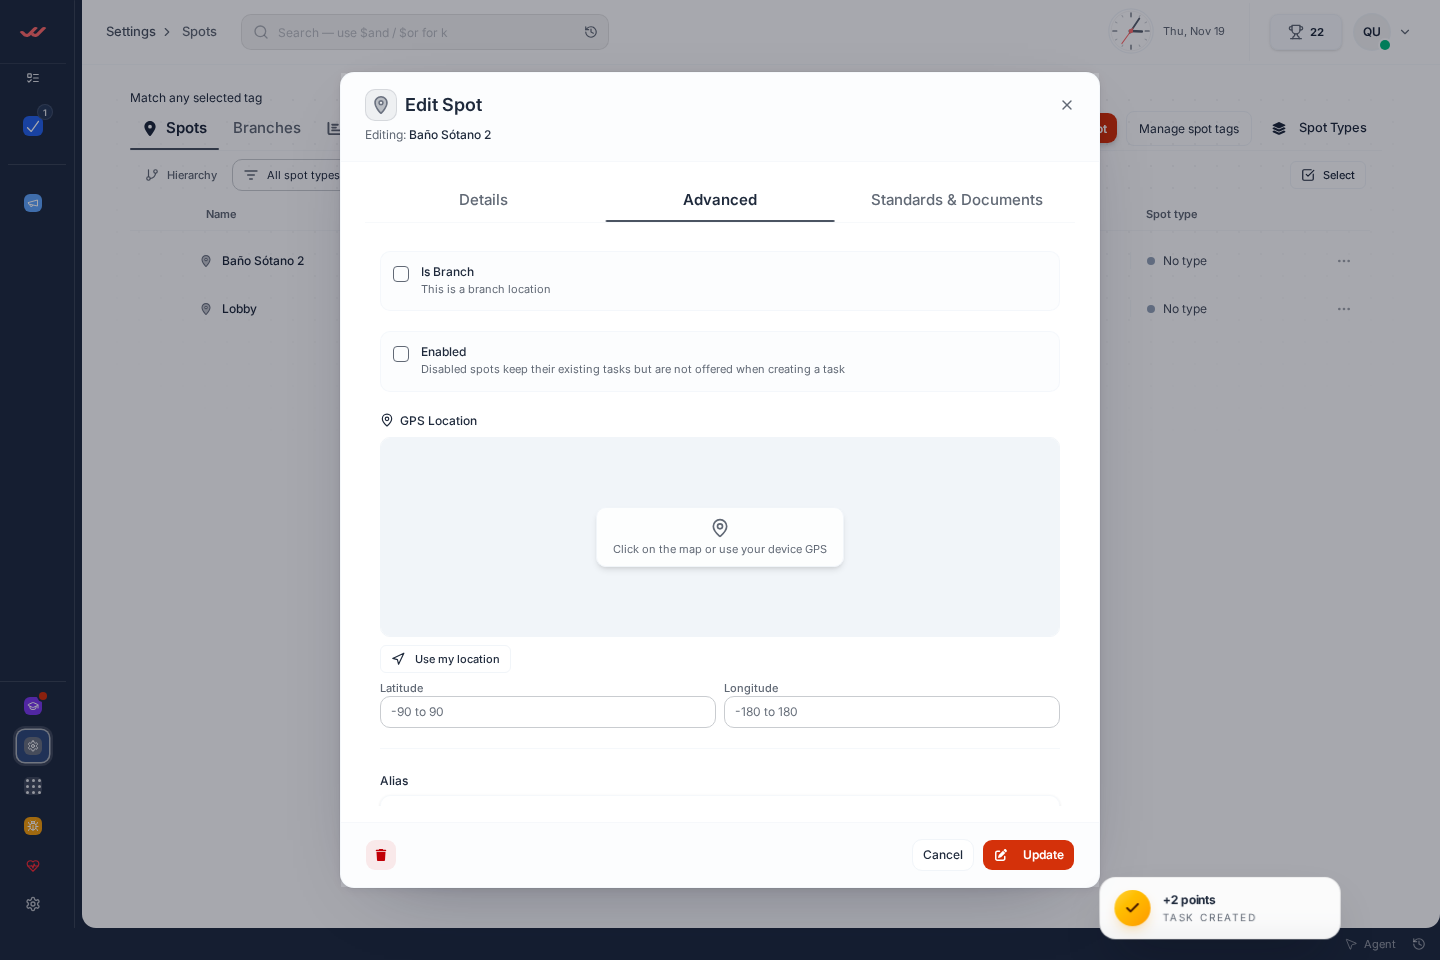 Settings
Spots
Search — use $and / $or for k
Thu, Nov 19
22
QU
1
Match any selected tag
Spots
Branches
ot
Manage spot tags
Spot Types
Hierarchy
All spot types
Select
Name
Spot type
Baño Sótano 2
No type
Lobby
No type
Edit Spot
Editing: Baño Sótano 2
Details
Advanced
Standards & Documents
Is Branch
This is a branch location
Enabled
Disabled spots keep their existing tasks but are not offered when creating a task
GPS Location
Click on the map or use your device GPS
Use my location
Latitude
Longitude
-90 to 90
-180 to 180
Alias
Cancel
Update
+2 points
TASK CREATED
Agent